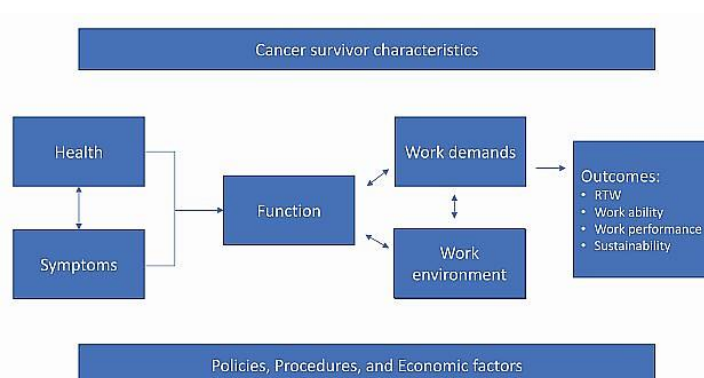 Cancer survivor characteristics
Health
Symptoms
Function
Work demands
Work
environment
Outcomes:
• RTW
• Work ability
• Work performance
• Sustainability
Policies, Procedures, and Economic factors